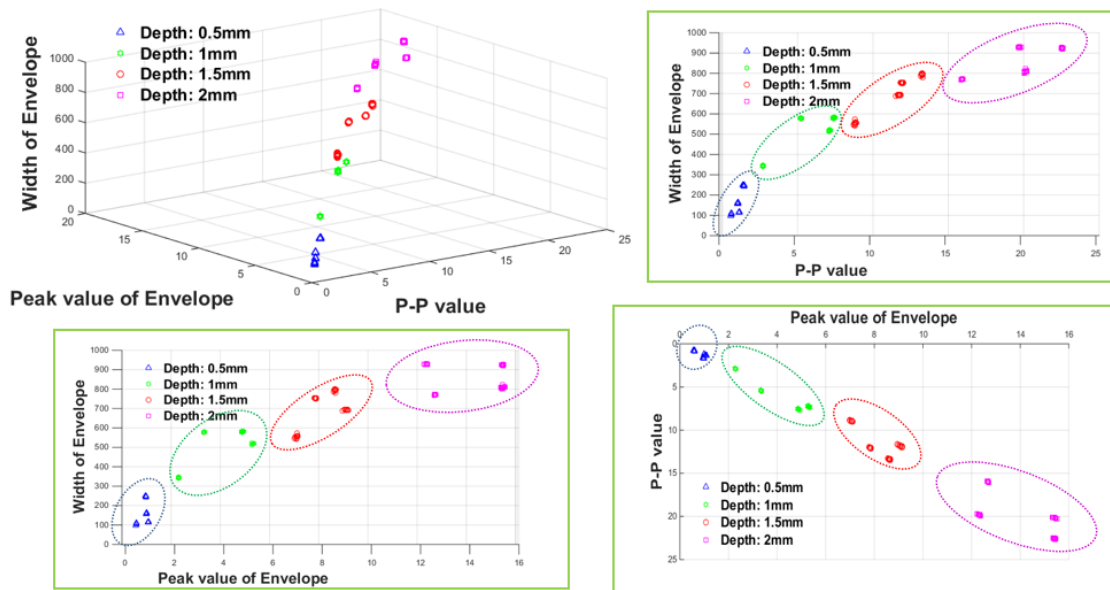 Depth: 0.5mm
Depth: 1mm
Depth: 1.5mm
Depth: 2mm
Width of Envelope
1000
800
600
400
200
0
20
15
10
5
0
0
5
10
15
20
25
Peak value of Envelope
P-P value
Depth: 0.5mm
Depth: 1mm
Depth: 1.5mm
Depth: 2mm
Width of Envelope
1000
900
800
700
600
500
400
300
200
100
0
0 5 10 15 20 25
P-P value
Depth: 0.5mm
Depth: 1mm
Depth: 1.5mm
Depth: 2mm
Width of Envelope
1000
900
800
700
600
500
400
300
200
100
0
0 2 4 6 8 10 12 14 16
Peak value of Envelope
Peak value of Envelope
0 2 4 6 8 10 12 14 16
0
5
10
15
20
25
P-P value
Depth: 0.5mm
Depth: 1mm
Depth: 1.5mm
Depth: 2mm